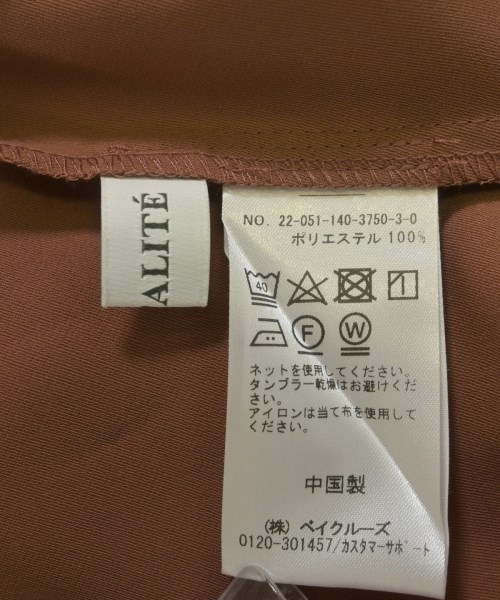 ALITÉ
NO. 22-051-140-3750-3-0
ポリエステル 100%
40
F
W
ネットを使用してください。
タンブラー乾燥はお避けくだ
さい。
アイロンは当て布を使用して
ください。
中国製
(株) ベイクルーズ
0120-301457/カスタマーサポート